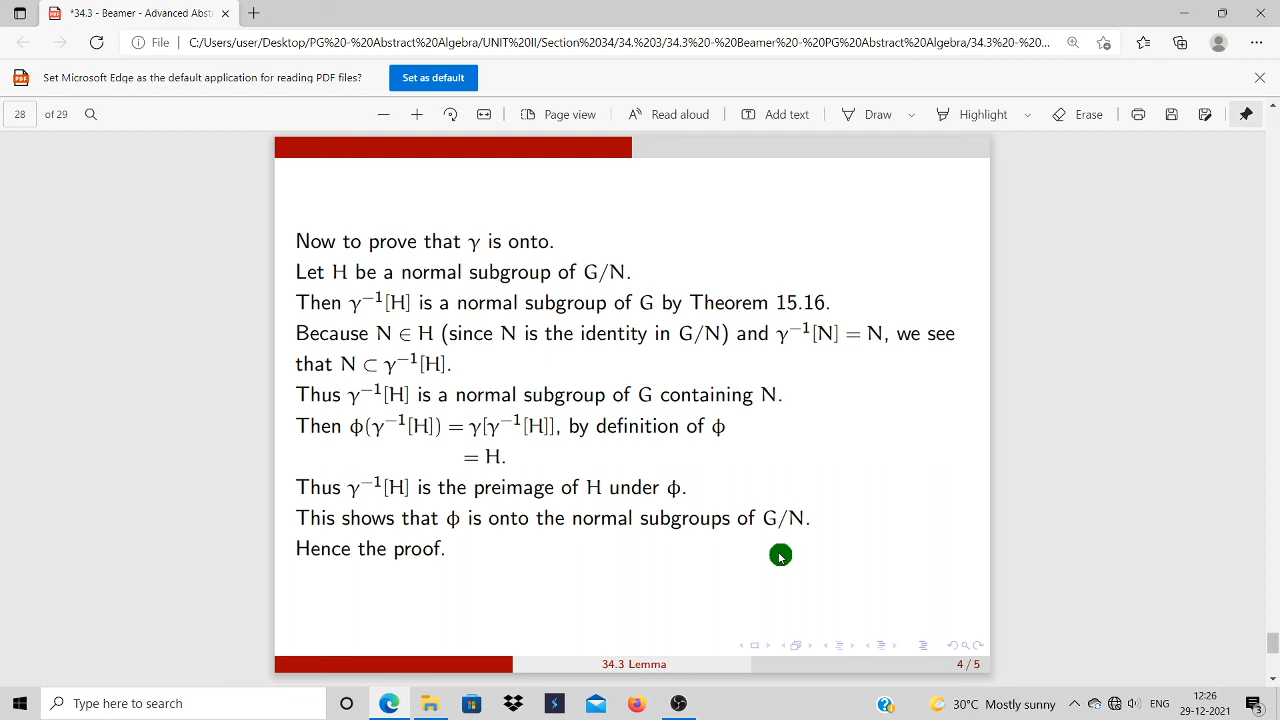 *34.3 - Beamer - Advanced Abst
File
C:/Users/user/Desktop/PG%20-%20Abstract%20Algebra/UNIT II/Section%2034/34.%203/34.3%20-%20Beamer%20-%20PG%20Abstract%20Algebra/34.3%20-%20...
Set Microsoft Edge as the default application for reading PDF files?
Set as default
28 of 29
Page view
Read aloud
Add text
Draw
Highlight
Erase
Now to prove that γ is onto.
Let H be a normal subgroup of G/N.
Then γ⁻¹[H] is a normal subgroup of G by Theorem 15.16.
Because N ∈ H (since N is the identity in G/N) and γ⁻¹[N] = N, we see
that N ⊂ γ⁻¹[H].
Thus γ⁻¹[H] is a normal subgroup of G containing N.
Then ϕ(γ⁻¹[H]) = γ[γ⁻¹[H]], by definition of ϕ
= H.
Thus γ⁻¹[H] is the preimage of H under ϕ.
This shows that ϕ is onto the normal subgroups of G/N.
Hence the proof.
34.3 Lemma
4 / 5
Type here to search
30°C Mostly sunny
ENG
12:26
29-12-2021
3